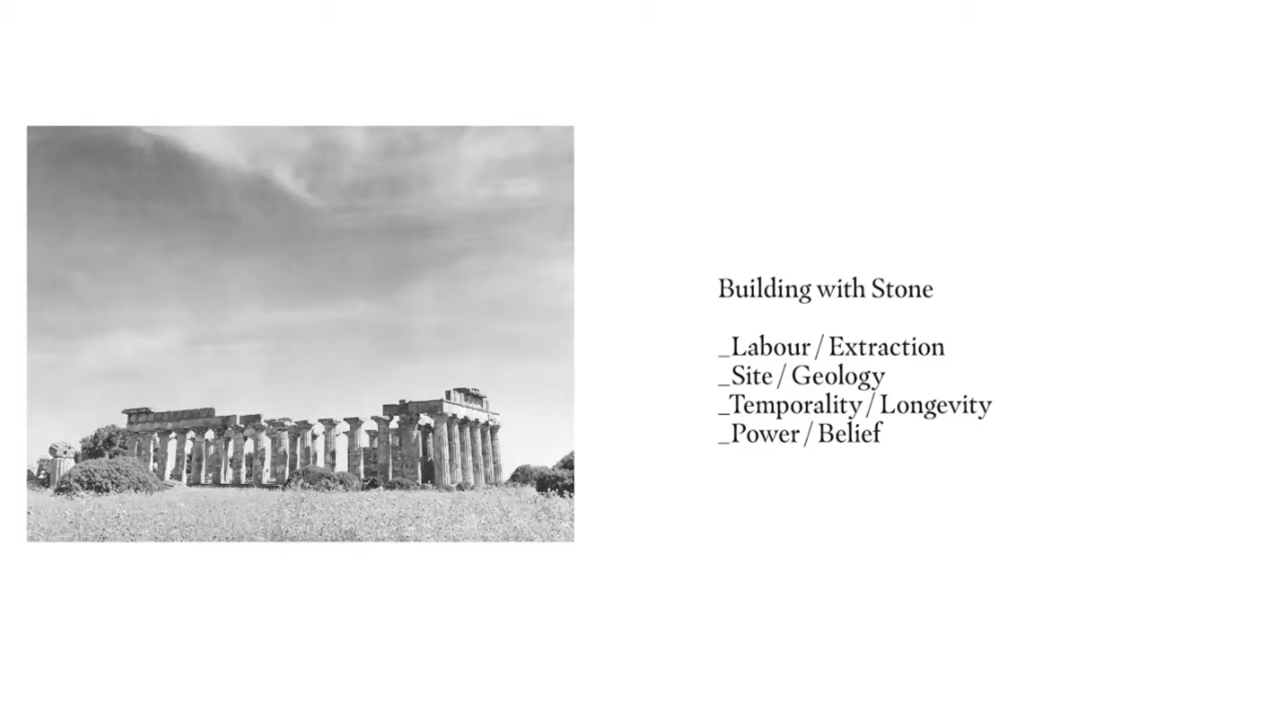 Building with Stone
_Labour / Extraction
_Site / Geology
_Temporality / Longevity
_Power / Belief